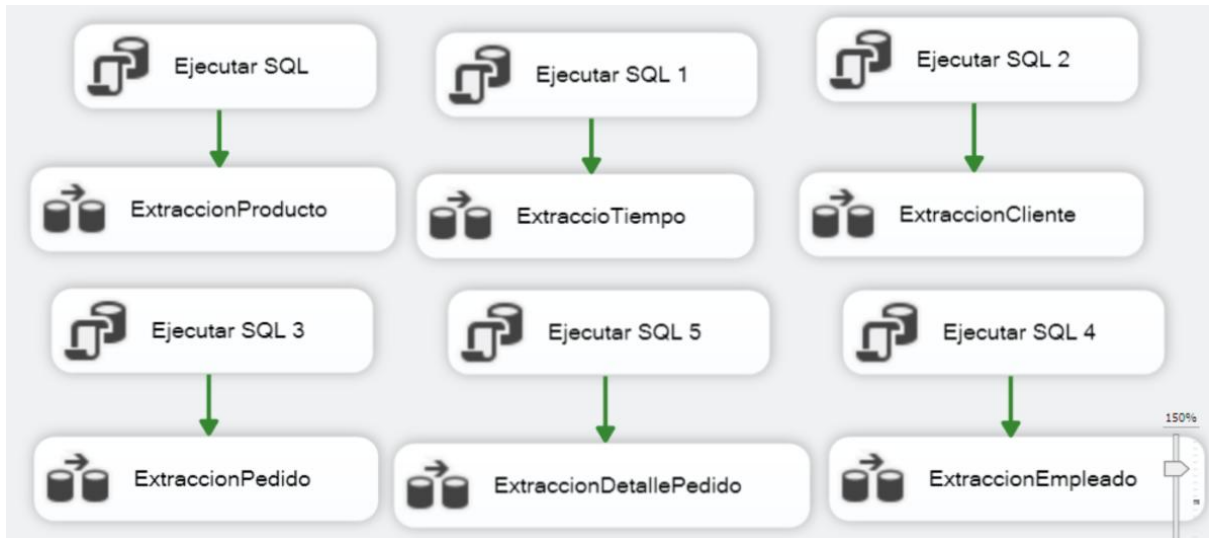 Ejecutar SQL
Ejecutar SQL 1
Ejecutar SQL 2
ExtraccionProducto
ExtraccioTiempo
ExtraccionCliente
Ejecutar SQL 3
Ejecutar SQL 5
Ejecutar SQL 4
150%
ExtraccionPedido
ExtraccionDetallePedido
ExtraccionEmpleado